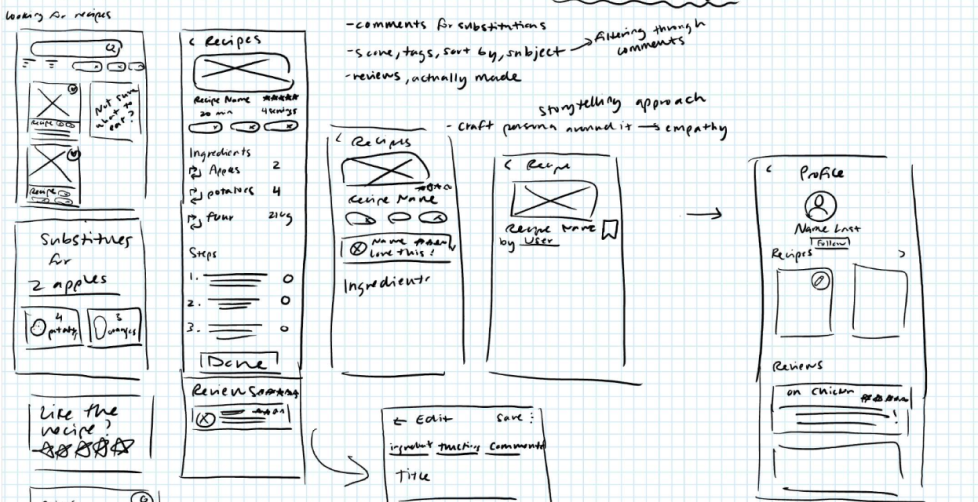 looking for recipes
Recipe
Not sure
what to
eat?
Recipe
Substitues
for
2 apples
4
potatoes
3
oranges
Like the
recipe?
< Recipes
Recipe Name
20 min 4 servings
Ingredients
Apples 2
potatoes 4
flour 214g
Steps
1.
2.
3.
Done
Reviews
- comments for substitutions
- score, tags, sort by, subject → filtering through
comments
- reviews, actually made
storytelling approach
- craft persona around it → empathy
< Recipes
Recipe Name
Name
Love this!
Ingredients
< Recipe
Recipe Name
by User
← Edit Save :
ingredient Comments
Title
< Profile
Name Last
Follow
Recipes >
Reviews
on Chicken